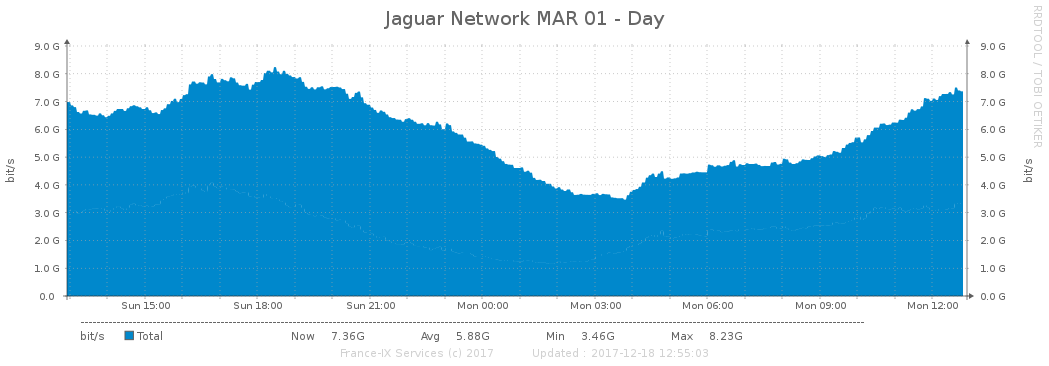 Jaguar Network MAR 01 - Day
RRDTOOL / TOBI OETIKER
bit/s
9.0 G
8.0 G
7.0 G
6.0 G
5.0 G
4.0 G
3.0 G
2.0 G
1.0 G
0.0
9.0 G
8.0 G
7.0 G
6.0 G
5.0 G
4.0 G
3.0 G
2.0 G
1.0 G
0.0 G
bit/s
Sun 15:00 Sun 18:00 Sun 21:00 Mon 00:00 Mon 03:00 Mon 06:00 Mon 09:00 Mon 12:00
bit/s Total Now 7.36G Avg 5.88G Min 3.46G Max 8.23G
France-IX Services (c) 2017 Updated : 2017-12-18 12:55:03